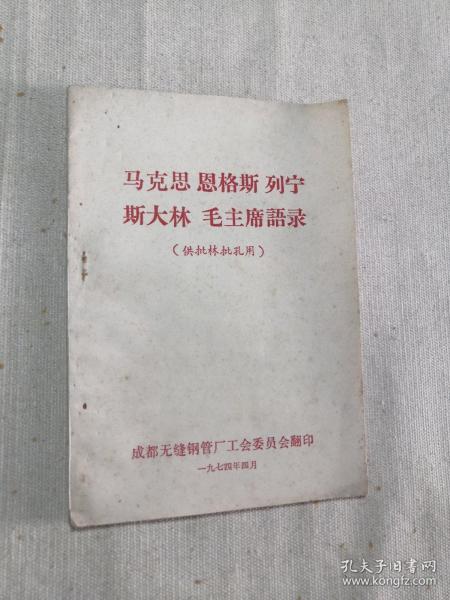 马克思 恩格斯 列宁
斯大林 毛主席語录
（供批林批孔用）
成都无缝钢管厂工会委员会翻印
一九七四年四月
孔夫子旧书网
www.kongfz.com